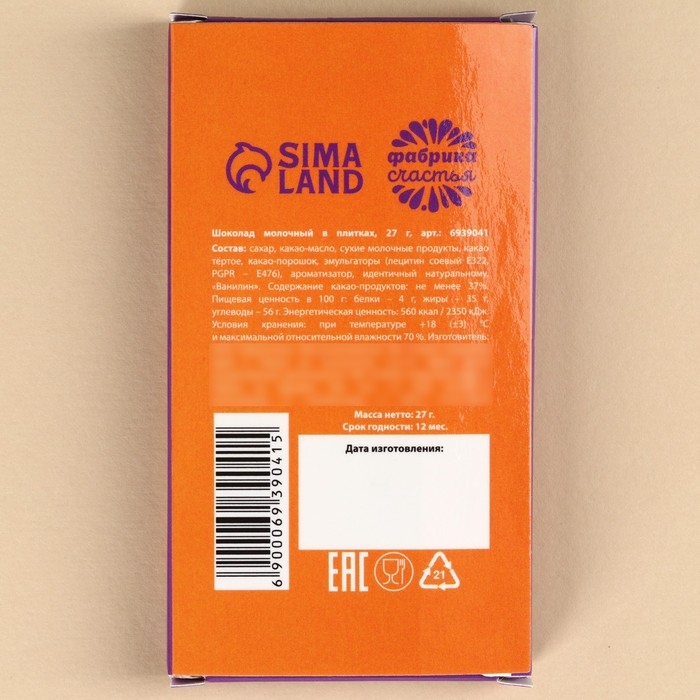 SIMA
LAND
фабрика
счастья
Шоколад молочный в плитках, 27 г, арт.: 6939041
Состав: сахар, какао-масло, сухие молочные продукты, какао
тёртое, какао-порошок, эмульгаторы (лецитин соевый Е322,
PGPR – Е476), ароматизатор, идентичный натуральному,
«Ванилин». Содержание какао-продуктов: не менее 32%.
Пищевая ценность в 100 г: белки – 4 г, жиры – 35 г,
углеводы – 56 г. Энергетическая ценность: 560 ккал / 2350 кДж.
Условия хранения: при температуре +18 (±3) °С
и максимальной относительной влажности 70 %. Изготовитель:
Масса нетто: 27 г.
Срок годности: 12 мес.
Дата изготовления:
6900069390415
EAC
21